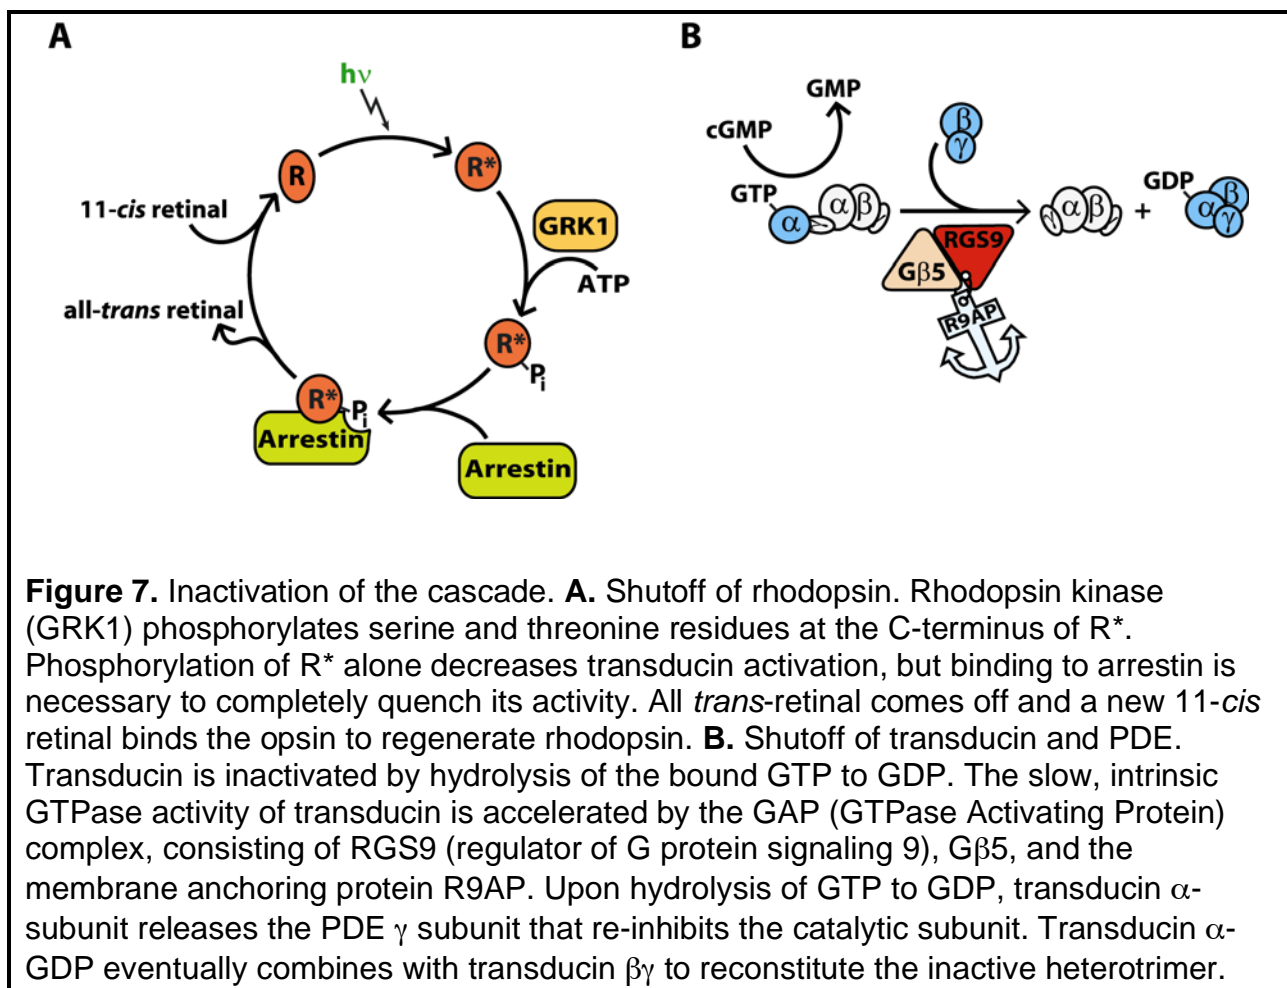 A
hν
R
R*
11-cis retinal
GRK1
ATP
all-trans retinal
R*
Pi
R*
Pi
Arrestin
Arrestin
B
GMP
cGMP
β
γ
GTP
α
α β
GDP
α β
+
α
β
γ
RGS9
Gβ5
R9AP
Figure 7. Inactivation of the cascade. A. Shutoff of rhodopsin. Rhodopsin kinase
(GRK1) phosphorylates serine and threonine residues at the C-terminus of R*.
Phosphorylation of R* alone decreases transducin activation, but binding to arrestin is
necessary to completely quench its activity. All trans-retinal comes off and a new 11-cis
retinal binds the opsin to regenerate rhodopsin. B. Shutoff of transducin and PDE.
Transducin is inactivated by hydrolysis of the bound GTP to GDP. The slow, intrinsic
GTPase activity of transducin is accelerated by the GAP (GTPase Activating Protein)
complex, consisting of RGS9 (regulator of G protein signaling 9), Gβ5, and the
membrane anchoring protein R9AP. Upon hydrolysis of GTP to GDP, transducin α-
subunit releases the PDE γ subunit that re-inhibits the catalytic subunit. Transducin α-
GDP eventually combines with transducin βγ to reconstitute the inactive heterotrimer.